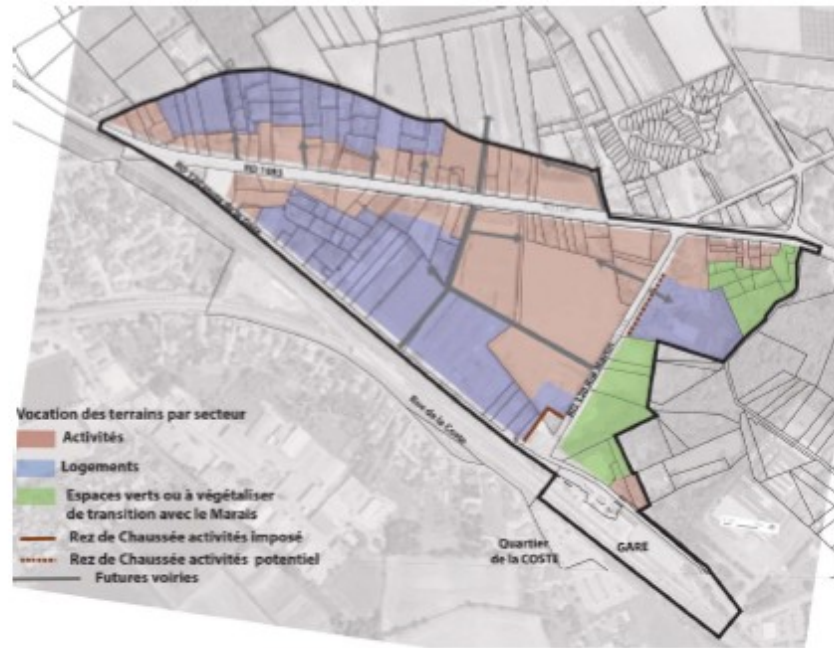 RD 1085
Vocation des terrains par secteur
Activités
Logements
Espaces verts ou à végétaliser
de transition avec le Marais
Rez de Chaussée activités imposé
Rez de Chaussée activités potentiel
Futures voiries
Rue de la Coste
Quartier
de la COSTE
GARE